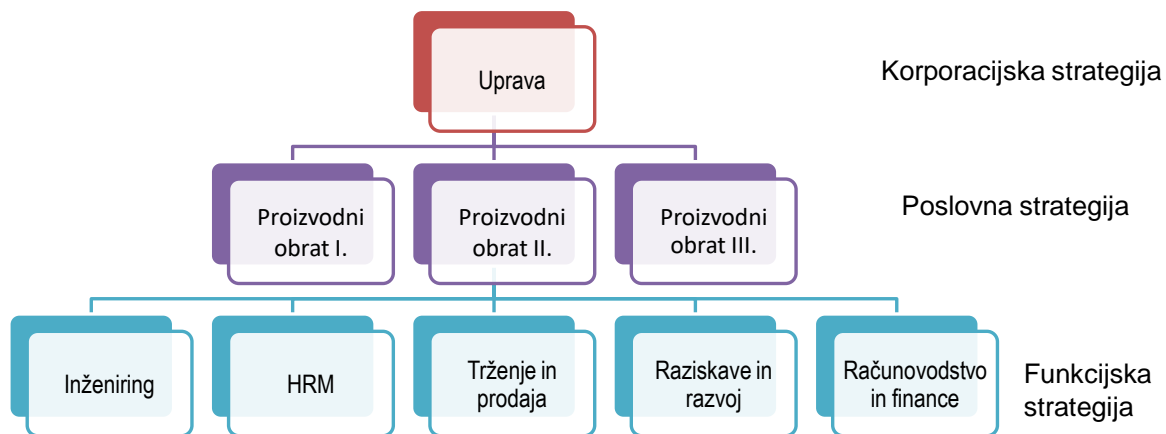 Uprava
Korporacijska strategija
Proizvodni
obrat I.
Proizvodni
obrat II.
Proizvodni
obrat III.
Poslovna strategija
Inženiring
HRM
Trženje in
prodaja
Raziskave in
razvoj
Računovodstvo
in finance
Funkcijska
strategija